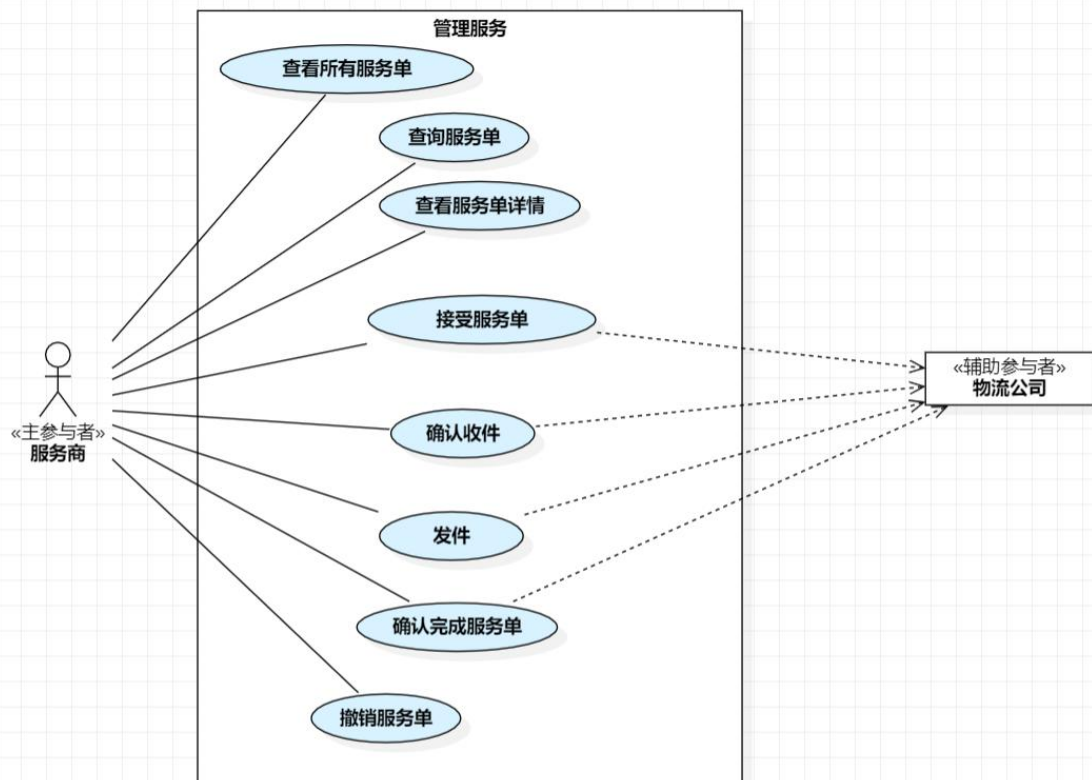 管理服务
查看所有服务单
查询服务单
查看服务单详情
接受服务单
«辅助参与者»
物流公司
«主参与者»
服务商
确认收件
发件
确认完成服务单
撤销服务单